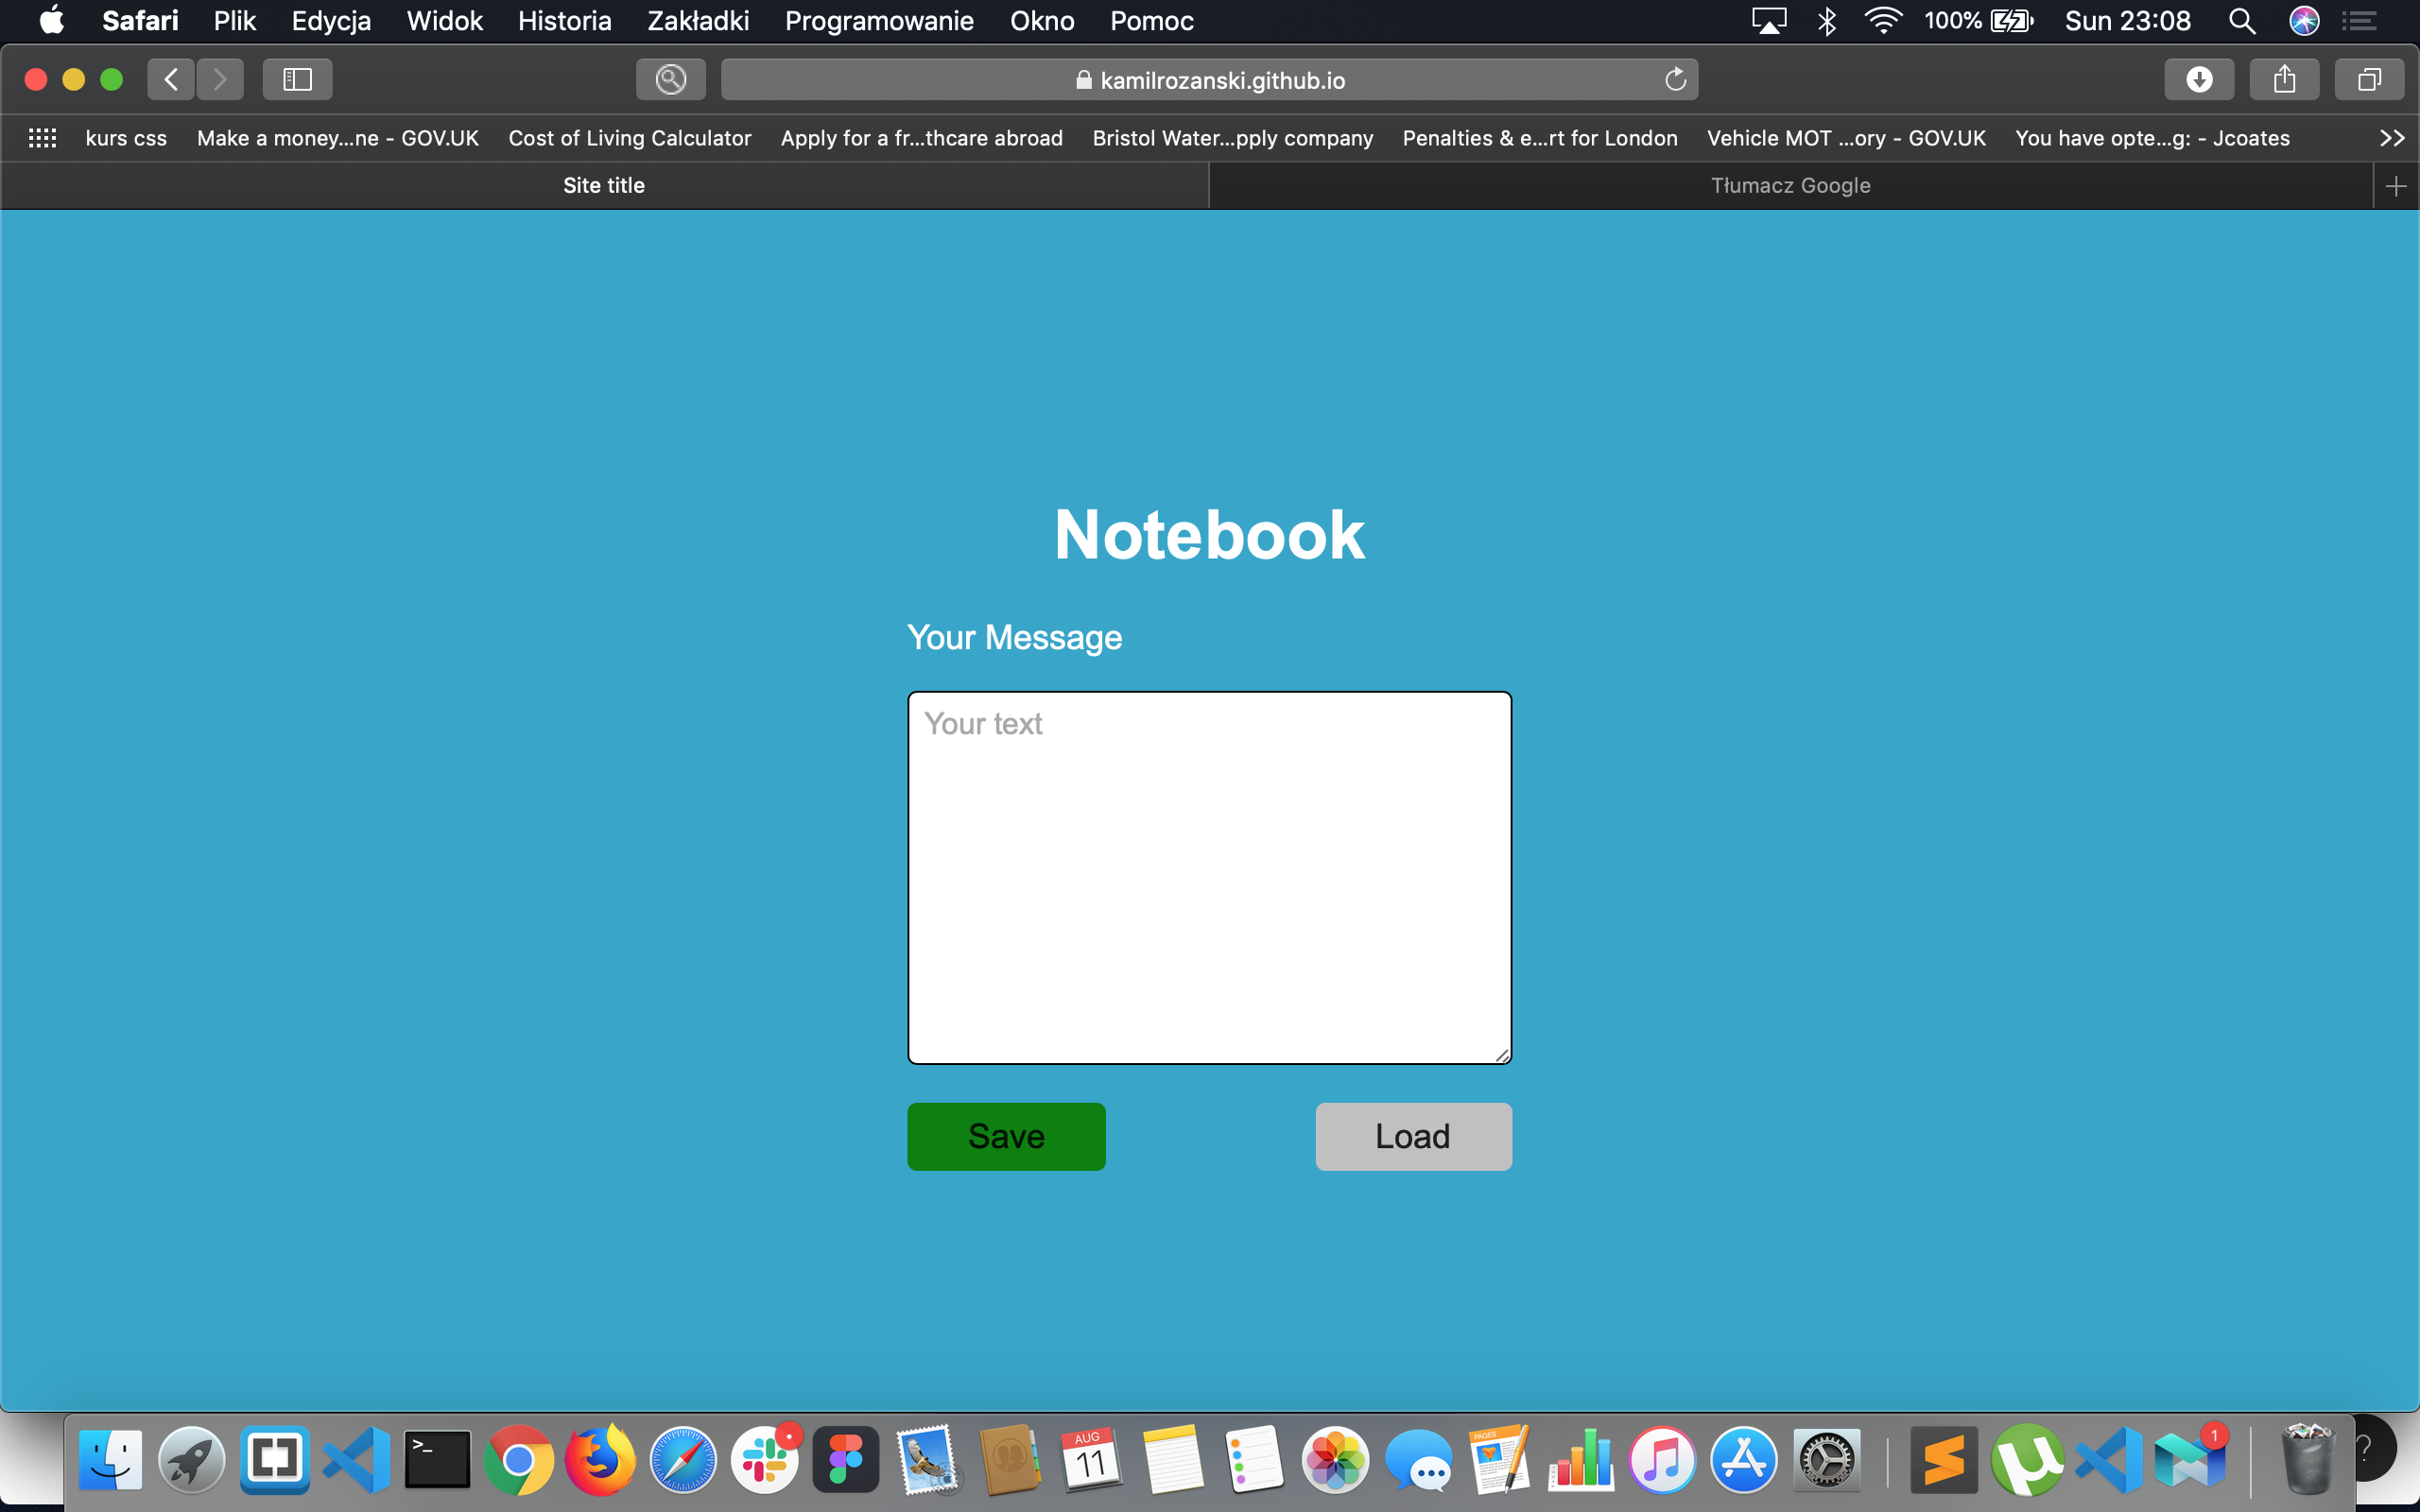 Safari Plik Edycja Widok Historia Zakładki Programowanie Okno Pomoc 100% Sun 23:08
kamilrozanski.github.io
kurs css Make a money...ne - GOV.UK Cost of Living Calculator Apply for a fr...thcare abroad Bristol Water...pply company Penalties & e...rt for London Vehicle MOT ...ory - GOV.UK You have opte...g: - Jcoates
Site title Tłumacz Google
Notebook
Your Message
Your text
Save Load
AUG
11
PAGES
1